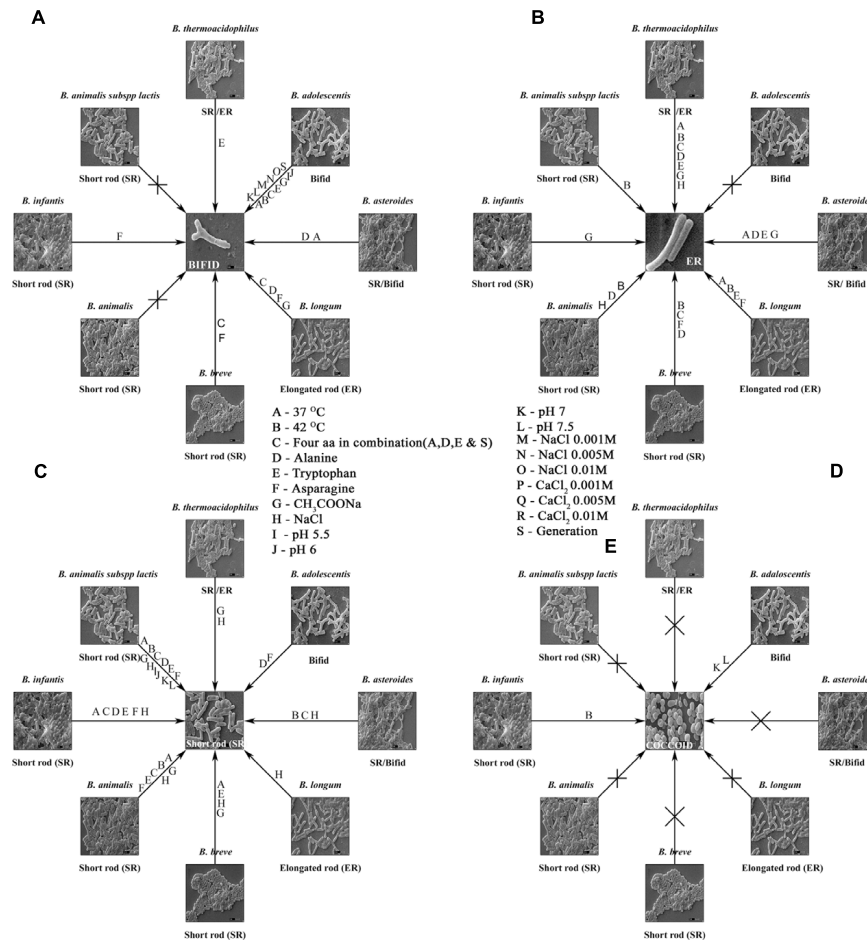 A
B. thermoacidophilus
SR /ER
B. animalis subspp lactis
Short rod (SR)
B. adolescentis
Bifid
B. infantis
Short rod (SR)
B. asteroides
SR/Bifid
B. animalis
Short rod (SR)
B. longum
Elongated rod (ER)
B. breve
Short rod (SR)
BIFID
E
K L M N O S
A B C E G I J
F
D A
C D F G
C
F
B
B. thermoacidophilus
SR /ER
B. animalis subspp lactis
Short rod (SR)
B. adolescentis
Bifid
B. infantis
Short rod (SR)
B. asteroides
SR/ Bifid
B. animalis
Short rod (SR)
B. longum
Elongated rod (ER)
B. breve
Short rod (SR)
ER
A
B
C
D
E
G
H
B
G
A D E G
H D B
A B E F
B
C
F
D
A - 37 °C
B - 42 °C
C - Four aa in combination(A,D,E & S)
D - Alanine
E - Tryptophan
F - Asparagine
G - CH3COONa
H - NaCl
I - pH 5.5
J - pH 6
K - pH 7
L - pH 7.5
M - NaCl 0.001M
N - NaCl 0.005M
O - NaCl 0.01M
P - CaCl2 0.001M
Q - CaCl2 0.005M
R - CaCl2 0.01M
S - Generation
C
B. thermoacidophilus
SR /ER
B. animalis subspp lactis
Short rod (SR)
B. adolescentis
Bifid
B. infantis
Short rod (SR)
B. asteroides
SR/Bifid
B. animalis
Short rod (SR)
B. longum
Elongated rod (ER)
B. breve
Short rod (SR)
Short rod (SR
G
H
A B C D E F
G H I J K L
D F
A C D E F H
B C H
F E C B A
H G
H
A
E
H
G
D
E
B. thermoacidophilus
SR /ER
B. animalis subspp lactis
Short rod (SR)
B. adaloscentis
Bifid
B. infantis
Short rod (SR)
B. asteroides
SR/Bifid
B. animalis
Short rod (SR)
B. longum
Elongated rod (ER)
B. breve
Short rod (SR)
COCCOID
K L
B